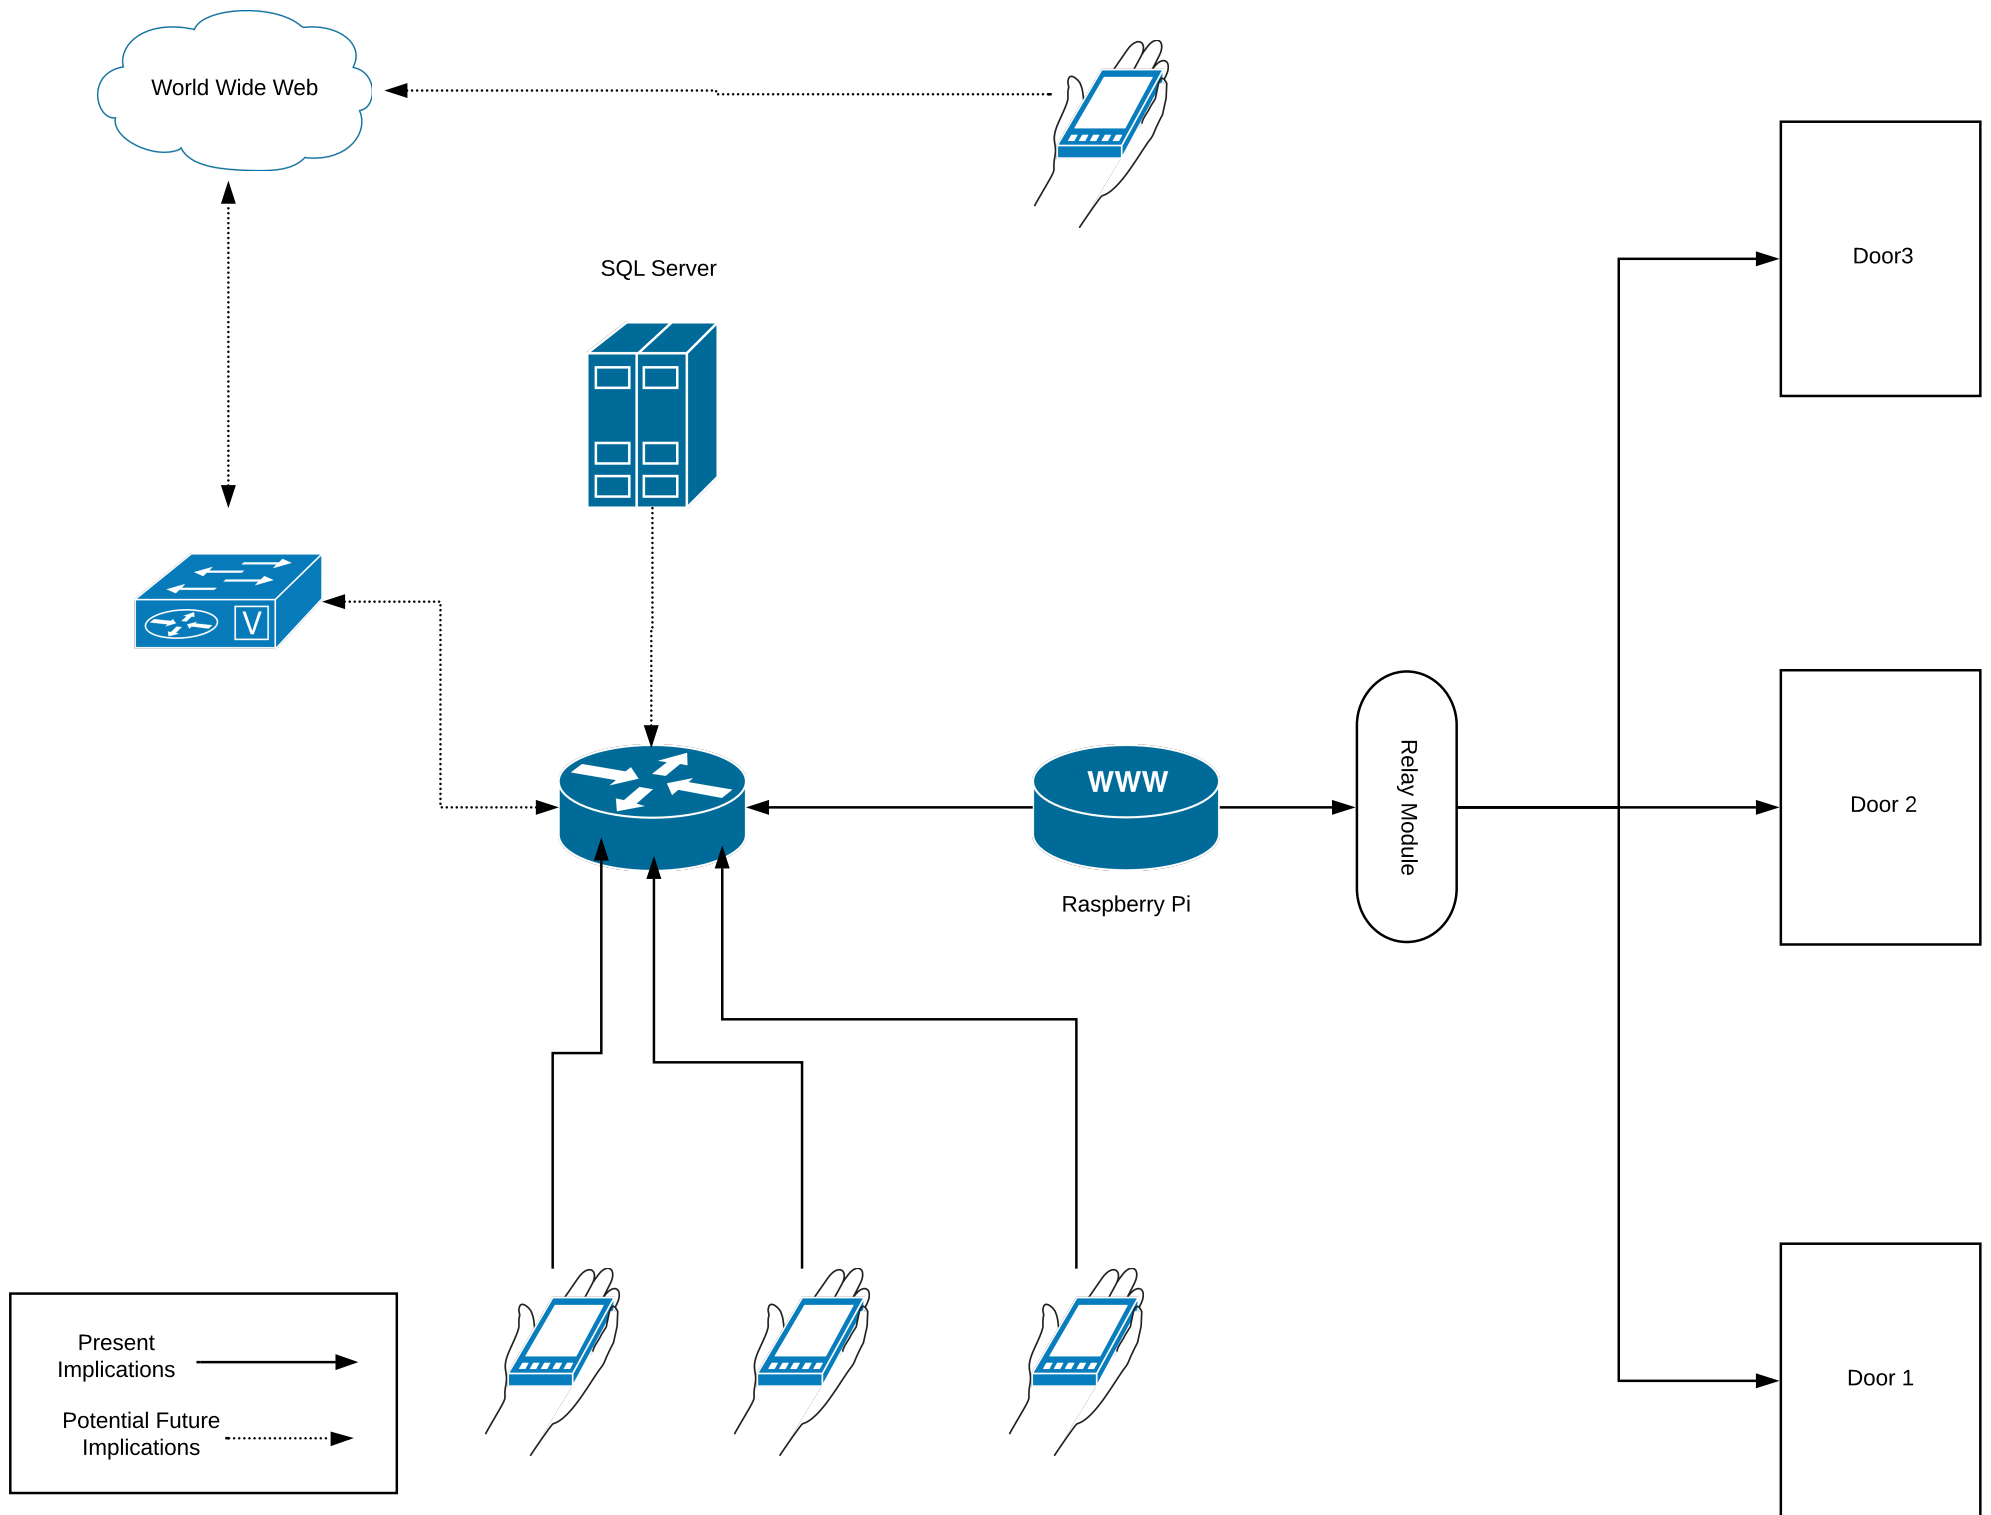 World Wide Web
SQL Server
Door3
V
WWW
Relay Module
Door 2
Raspberry Pi
Present
Implications
Potential Future
Implications
Door 1